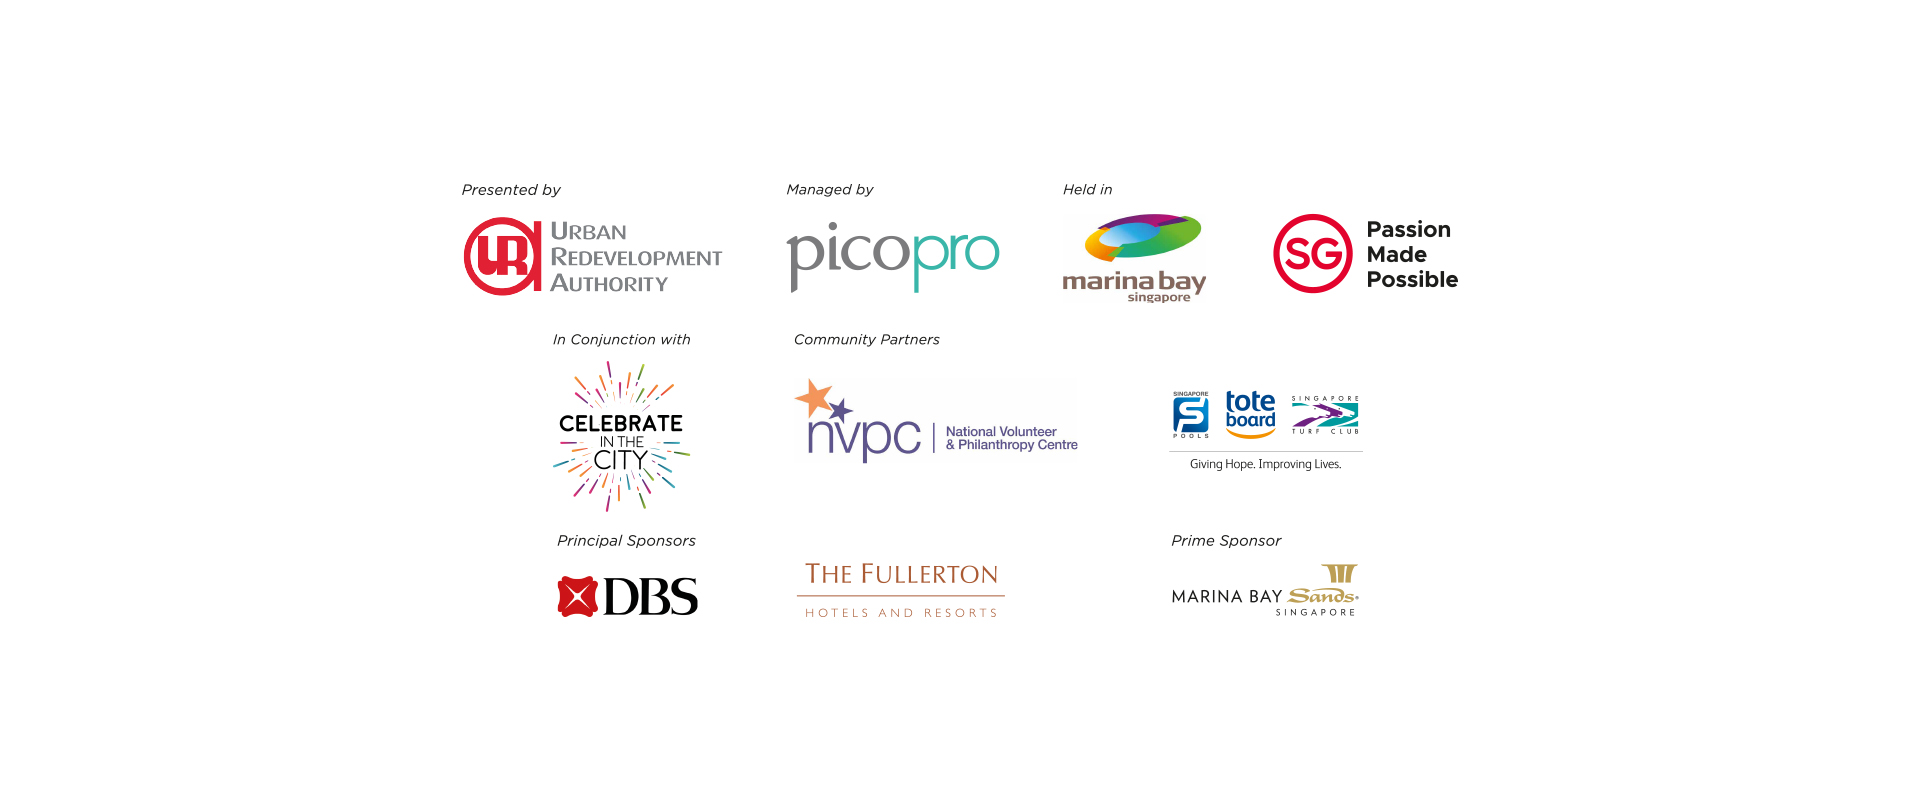 Presented by
Managed by
Held in
URBAN
REDEVELOPMENT
AUTHORITY
picopro
marina bay
singapore
SG
Passion
Made
Possible
In Conjunction with
Community Partners
CELEBRATE
IN THE
CITY
nvpc
National Volunteer
& Philanthropy Centre
SINGAPORE
S
POOLS
tote
board
SINGAPORE
TURF CLUB
Giving Hope. Improving Lives.
Principal Sponsors
Prime Sponsor
DBS
THE FULLERTON
HOTELS AND RESORTS
MARINA BAY Sands
SINGAPORE